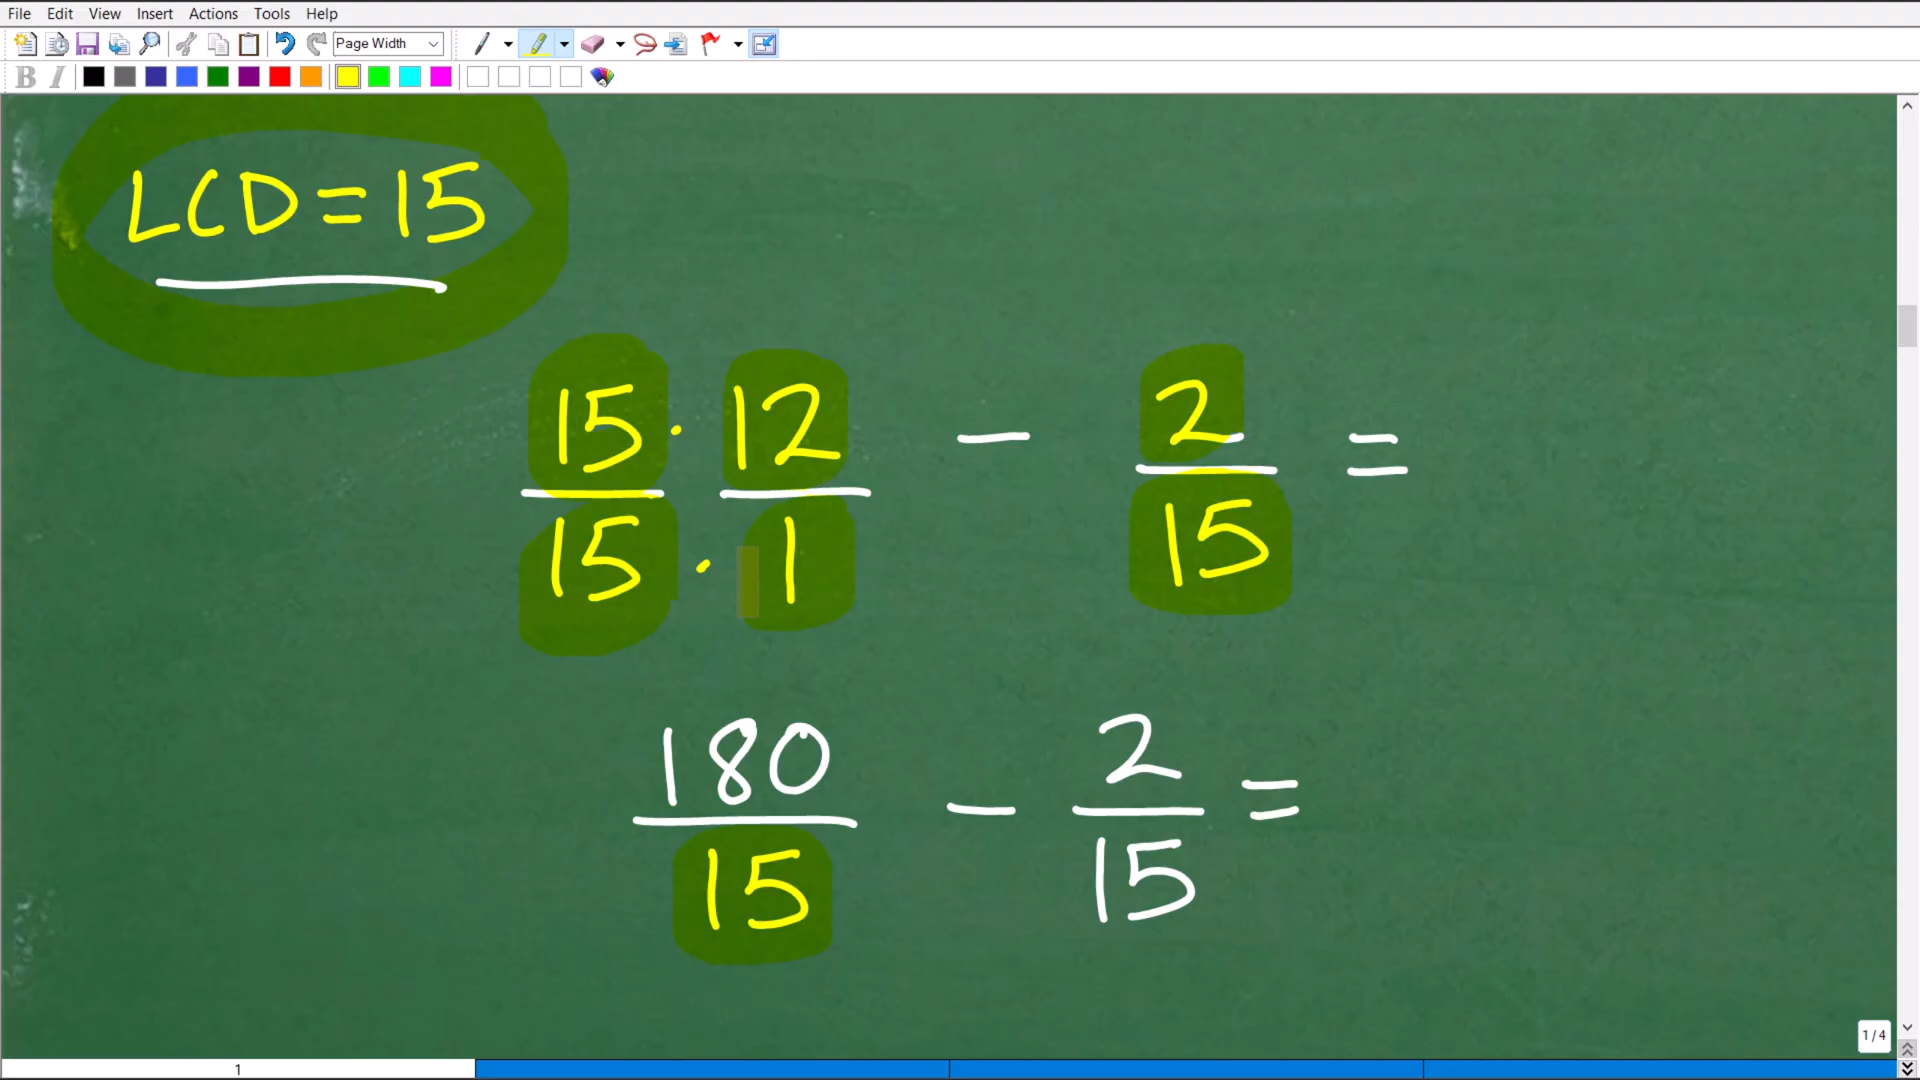 File Edit View Insert Actions Tools Help
Page Width
B I
LCD = 15
15 · 12 − 2 =
15 · 1 15
180 − 2 =
15 15
1 / 4
1